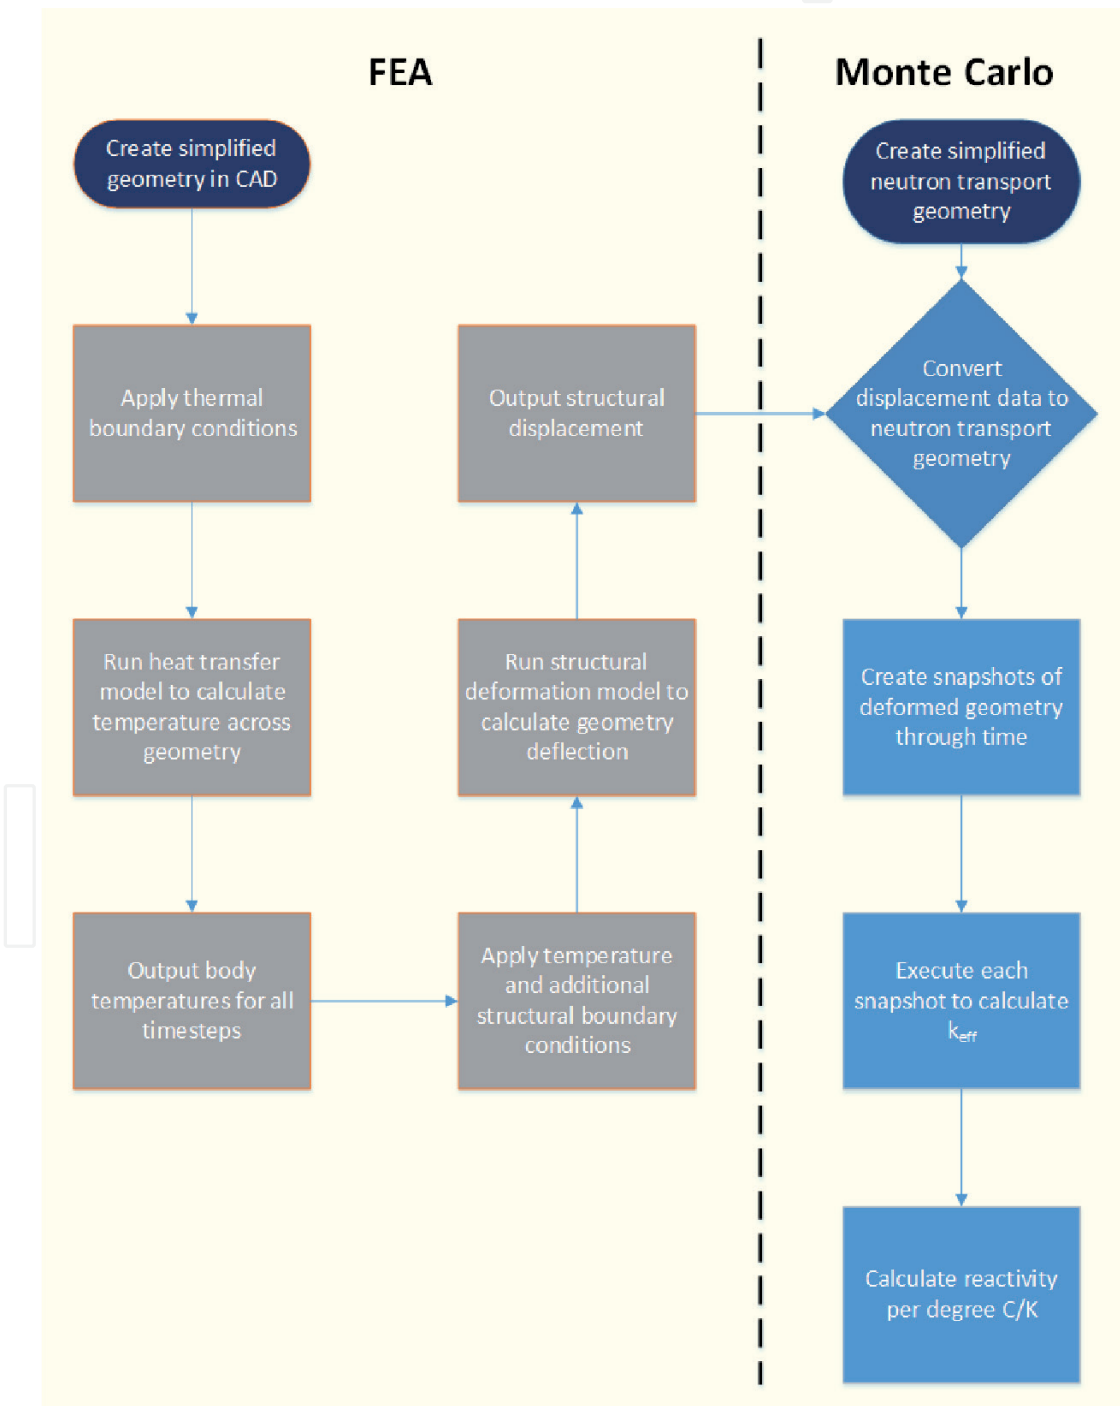 FEA
Create simplified
geometry in CAD
Apply thermal
boundary conditions
Run heat transfer
model to calculate
temperature across
geometry
Output body
temperatures for all
timesteps
Apply temperature
and additional
structural boundary
conditions
Run structural
deformation model to
calculate geometry
deflection
Output structural
displacement
Monte Carlo
Create simplified
neutron transport
geometry
Convert
displacement data to
neutron transport
geometry
Create snapshots of
deformed geometry
through time
Execute each
snapshot to calculate
keff
Calculate reactivity
per degree C/K